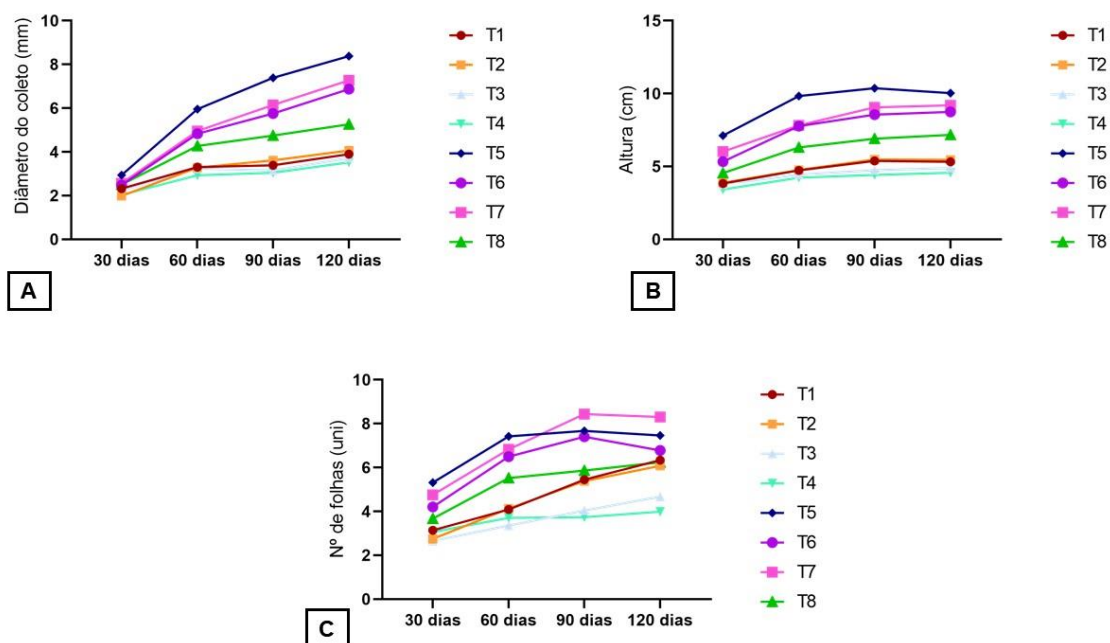 Diâmetro do coleto (mm)
10
8
6
4
2
0
30 dias 60 dias 90 dias 120 dias
T1
T2
T3
T4
T5
T6
T7
T8
A
Altura (cm)
15
10
5
0
30 dias 60 dias 90 dias 120 dias
T1
T2
T3
T4
T5
T6
T7
T8
B
Nº de folhas (uni)
10
8
6
4
2
0
30 dias 60 dias 90 dias 120 dias
T1
T2
T3
T4
T5
T6
T7
T8
C